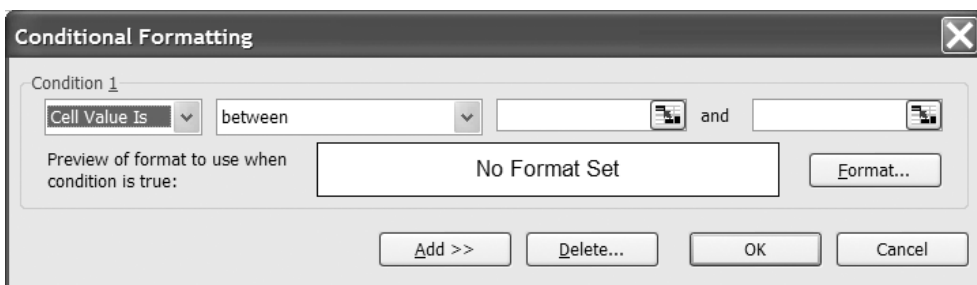 Conditional Formatting
Condition 1
Cell Value Is between and
Preview of format to use when
condition is true:
No Format Set
Format...
Add >> Delete... OK Cancel